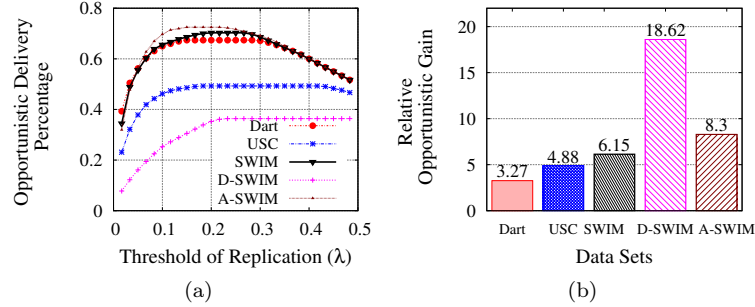 Opportunistic Delivery
Percentage
0.8
0.6
0.4
0.2
0
0
0.1
0.2
0.3
0.4
0.5
Threshold of Replication (λ)
Dart
USC
SWIM
D-SWIM
A-SWIM
(a)
Relative
Opportunistic Gain
20
15
10
5
0
3.27
4.88
6.15
18.62
8.3
Dart
USC
SWIM
D-SWIM
A-SWIM
Data Sets
(b)